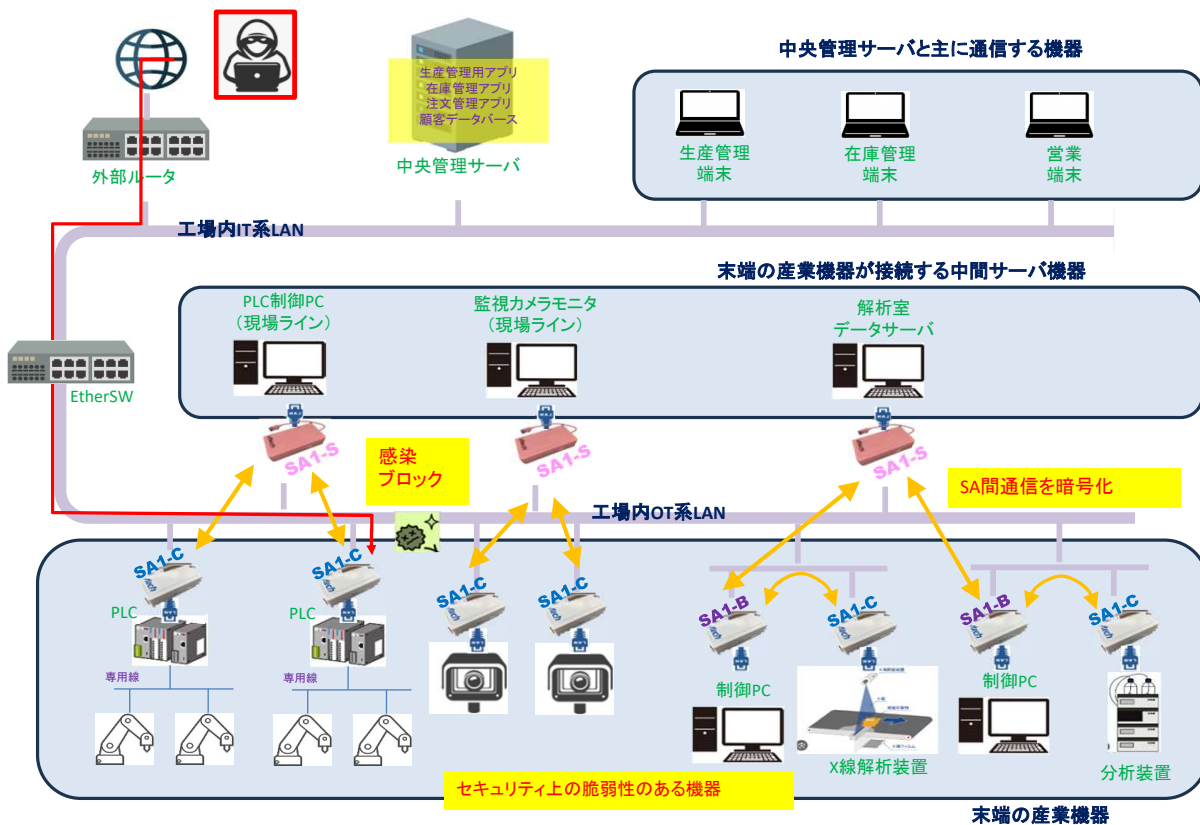 中央管理サーバと主に通信する機器
生産管理用アプリ
在庫管理アプリ
注文管理アプリ
顧客データベース
外部ルータ
中央管理サーバ
生産管理
端末
在庫管理
端末
営業
端末
工場内IT系LAN
末端の産業機器が接続する中間サーバ機器
PLC制御PC
（現場ライン）
監視カメラモニタ
（現場ライン）
解析室
データサーバ
EtherSW
SA1-S
SA1-S
SA1-S
感染
ブロック
SA間通信を暗号化
工場内OT系LAN
SA1-C
SA1-C
SA1-C
SA1-C
SA1-B
SA1-C
SA1-B
SA1-C
PLC
PLC
専用線
専用線
制御PC
X線解析装置
制御PC
分析装置
セキュリティ上の脆弱性のある機器
末端の産業機器